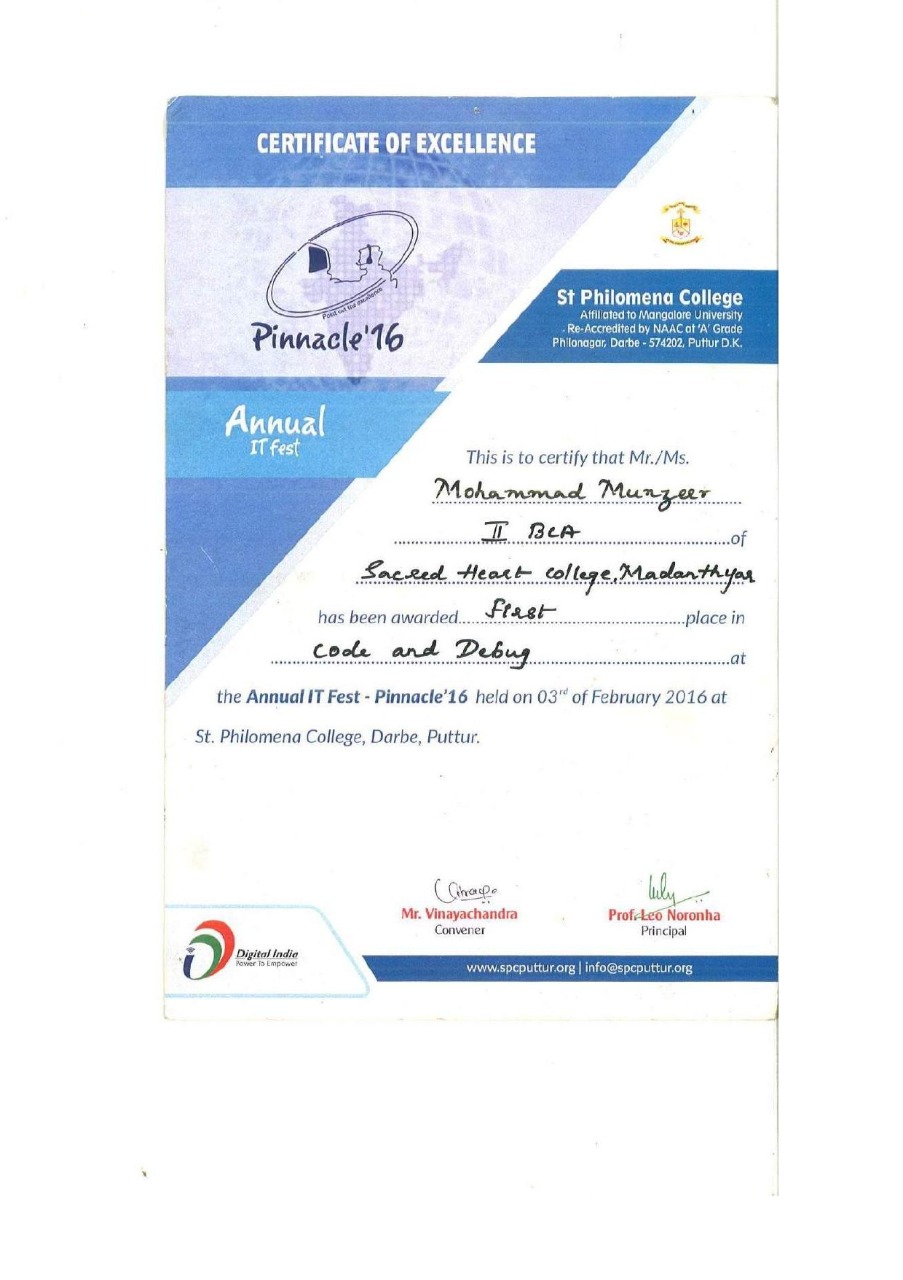 CERTIFICATE OF EXCELLENCE
Pinnacle'16
St Philomena College
Affiliated to Mangalore University
Re-Accredited by NAAC at 'A' Grade
Philonagar, Darbe - 574202, Puttur D.K.
Annual
IT Fest
This is to certify that Mr./Ms.
Mohammad Munzeer
II BCA of
Sacred Heart College, Madanthyar
has been awarded First place in
Code and Debug at
the Annual IT Fest - Pinnacle'16 held on 03rd of February 2016 at
St. Philomena College, Darbe, Puttur.
Mr. Vinayachandra
Convener
Prof. Leo Noronha
Principal
Digital India
Power To Empower
www.spcputtur.org | info@spcputtur.org